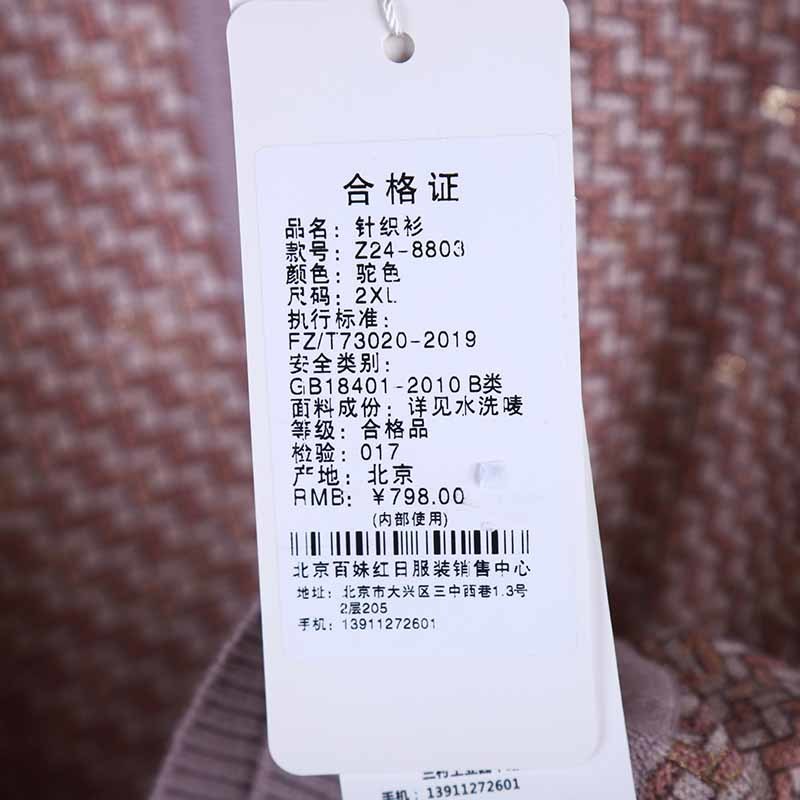 合格证
品名：针织衫
款号：Z24-8803
颜色：驼色
尺码：2XL
执行标准：
FZ/T73020-2019
安全类别：
GB18401-2010 B类
面料成份：详见水洗唛
等级：合格品
检验：017
产地：北京
RMB：￥798.00
(内部使用)
北京百妹红日服装销售中心
地址：北京市大兴区三中西巷1.3号
2层205
手机：13911272601
手机：13911272601